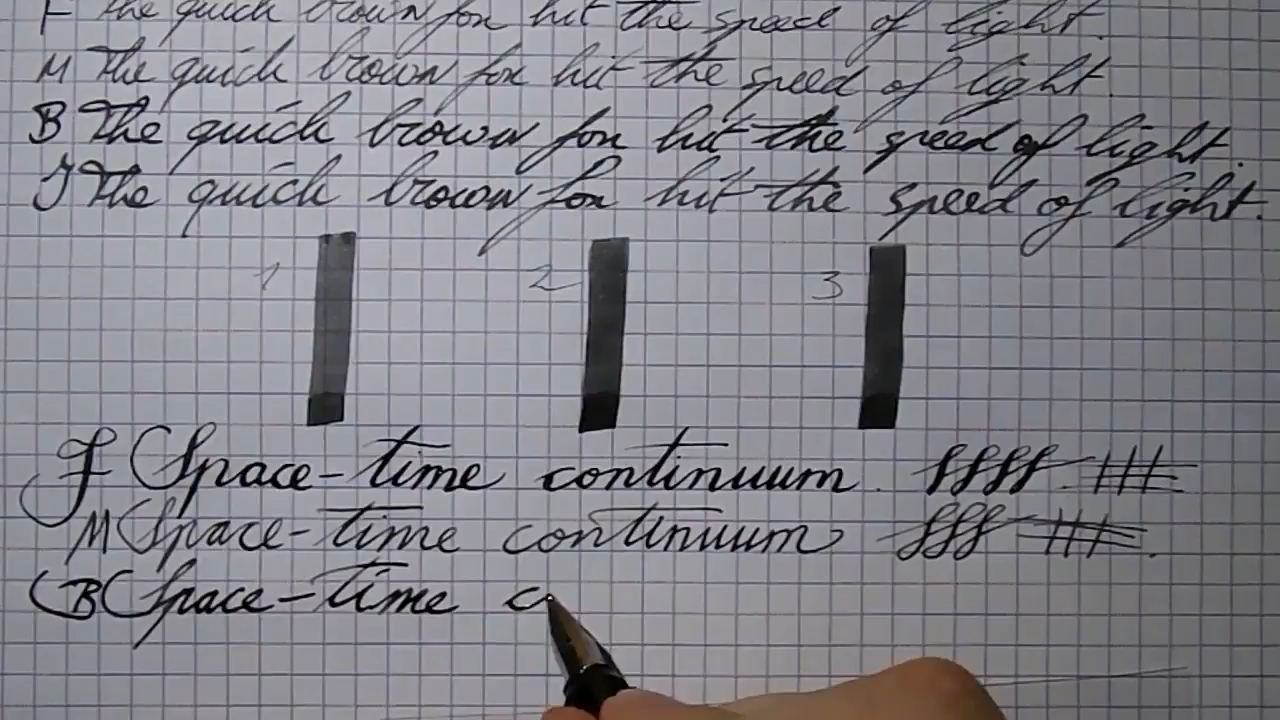 F The quick brown fox hit the speed of light.
M The quick brown fox hit the speed of light.
B The quick brown fox hit the speed of light.
I The quick brown fox hit the speed of light.
1 2 3
F Space-time continuum. ffff ###
M Space-time continuum fff ###.
B Space-time c